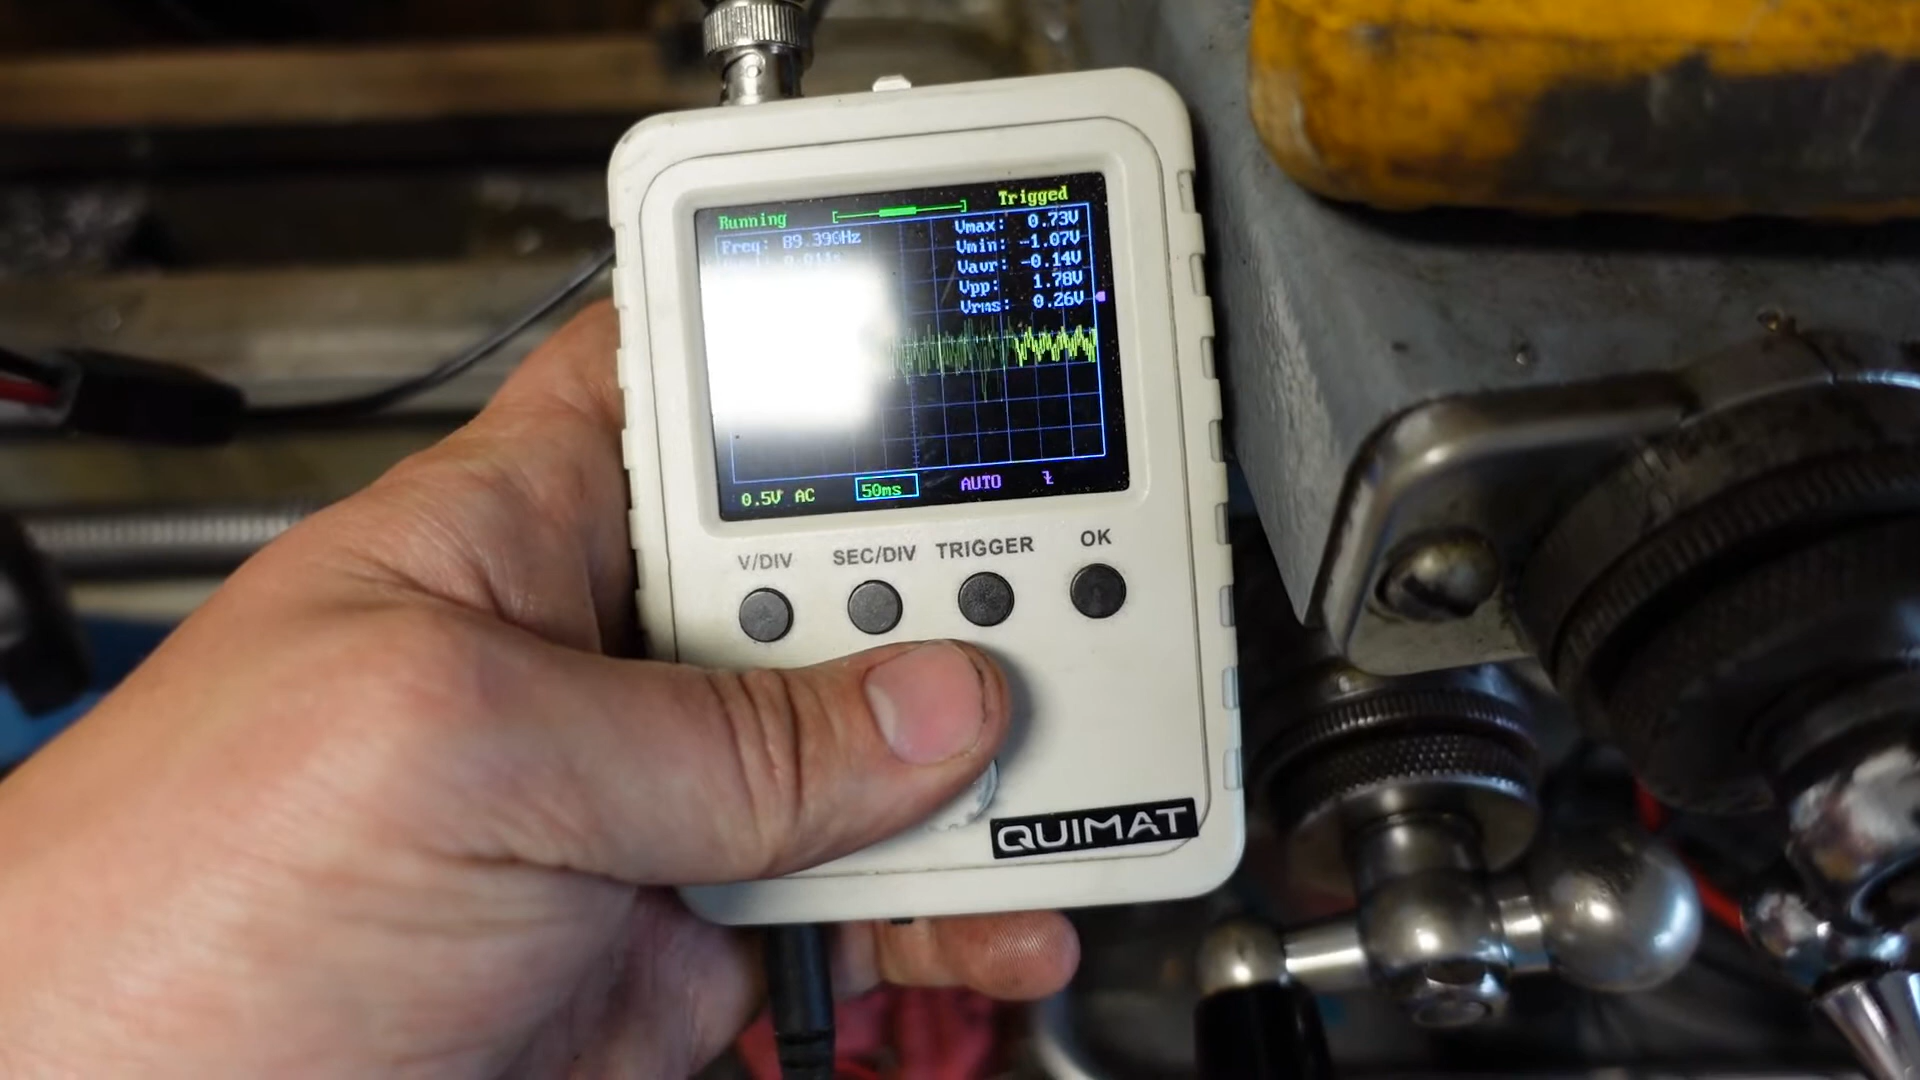 Running Trigged
Freq: 89.390Hz
Vmax: 0.73V
Vmin: -1.07V
Vavr: -0.14V
Vpp: 1.78V
Vrms: 0.26V
0.5V AC 50ms AUTO
V/DIV SEC/DIV TRIGGER OK
QUIMAT